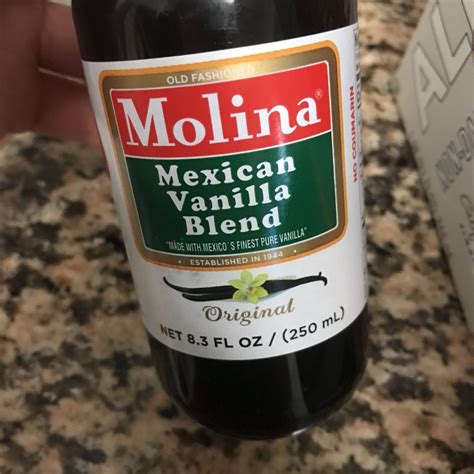 OLD FASHIONED
Molina®
Mexican
Vanilla
Blend
"MADE WITH MEXICO'S FINEST PURE VANILLA"
ESTABLISHED IN 1944
Original
NET 8.3 FL OZ / (250 mL)
NO COUMARIN
AL